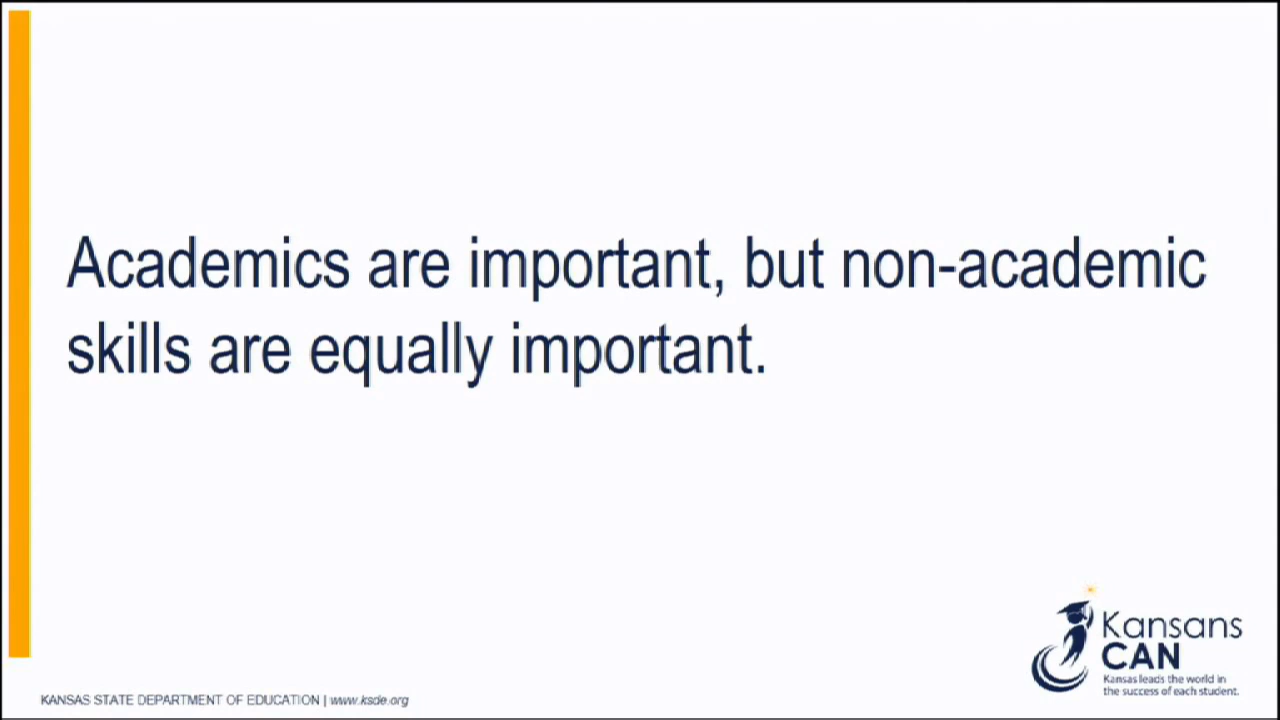 Academics are important, but non-academic
skills are equally important.
Kansans
CAN
Kansas leads the world in
the success of each student.
KANSAS STATE DEPARTMENT OF EDUCATION | www.ksde.org